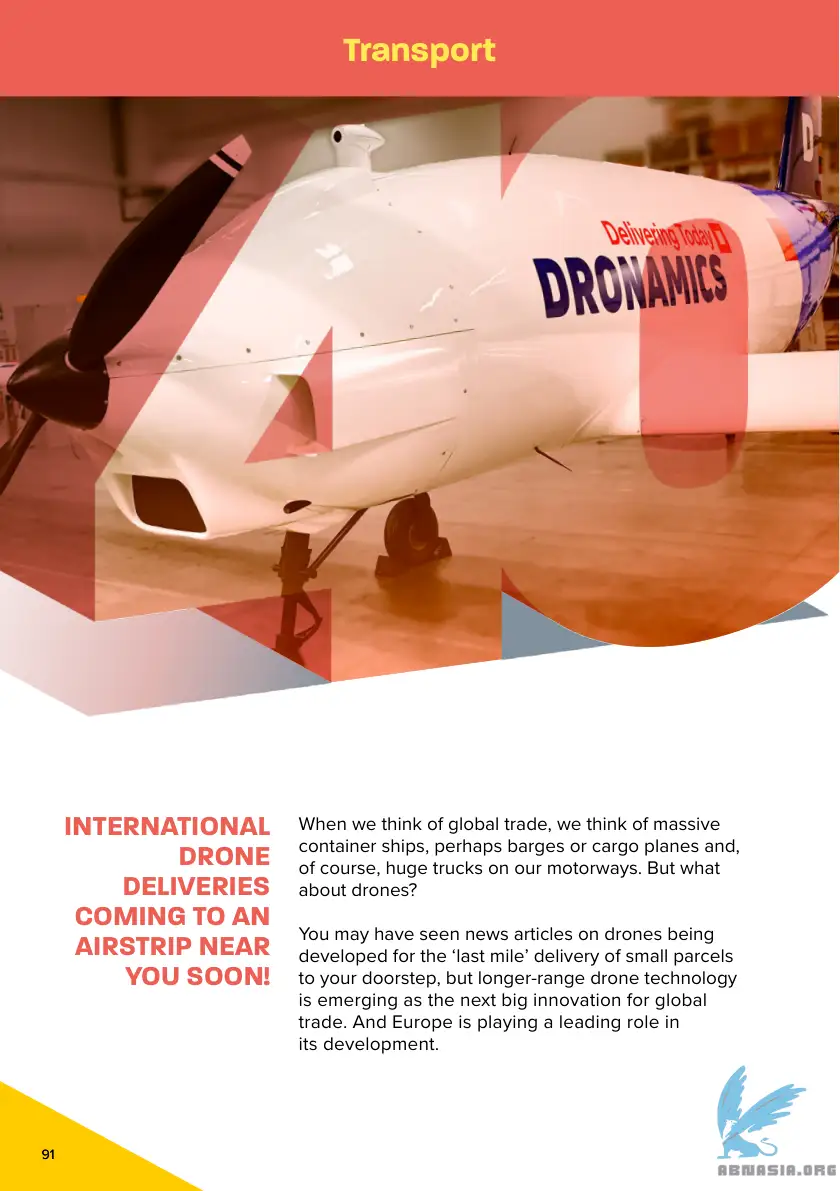 Transport
Delivering Today
DRONAMICS
D
40
INTERNATIONAL
DRONE
DELIVERIES
COMING TO AN
AIRSTRIP NEAR
YOU SOON!
When we think of global trade, we think of massive
container ships, perhaps barges or cargo planes and,
of course, huge trucks on our motorways. But what
about drones?
You may have seen news articles on drones being
developed for the ‘last mile’ delivery of small parcels
to your doorstep, but longer-range drone technology
is emerging as the next big innovation for global
trade. And Europe is playing a leading role in
its development.
91
ABNASIA.ORG